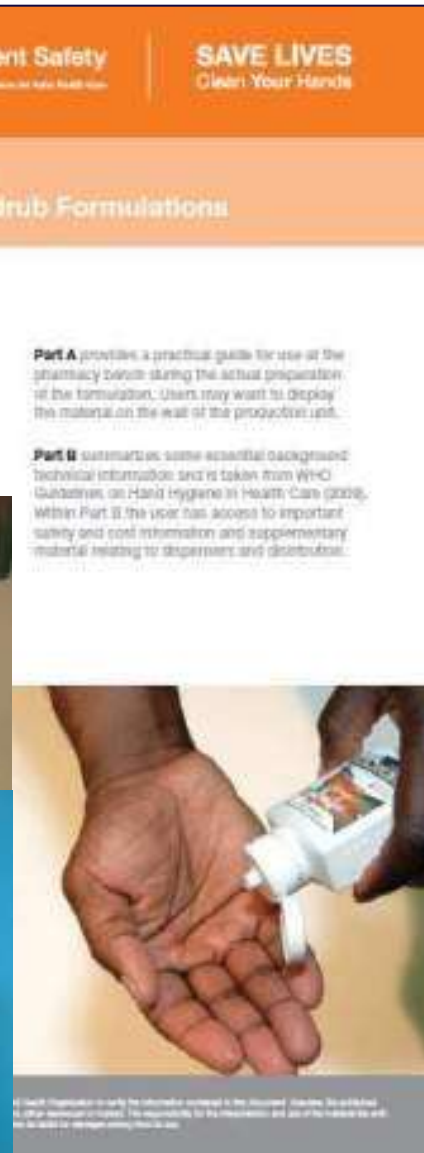 ent Safety
SAVE LIVES
Clean Your Hands
drub Formulations
Part A provides a practical guide for use at the
pharmacy bench during the actual preparation
of the formulation. Users may want to display
the material on the wall of the production unit.
Part B summarizes some essential background
technical information and is taken from WHO
Guidelines on Hand Hygiene in Health Care (2009).
Within Part B the user has access to important
safety and cost information and supplementary
material relating to dispensers and distribution.